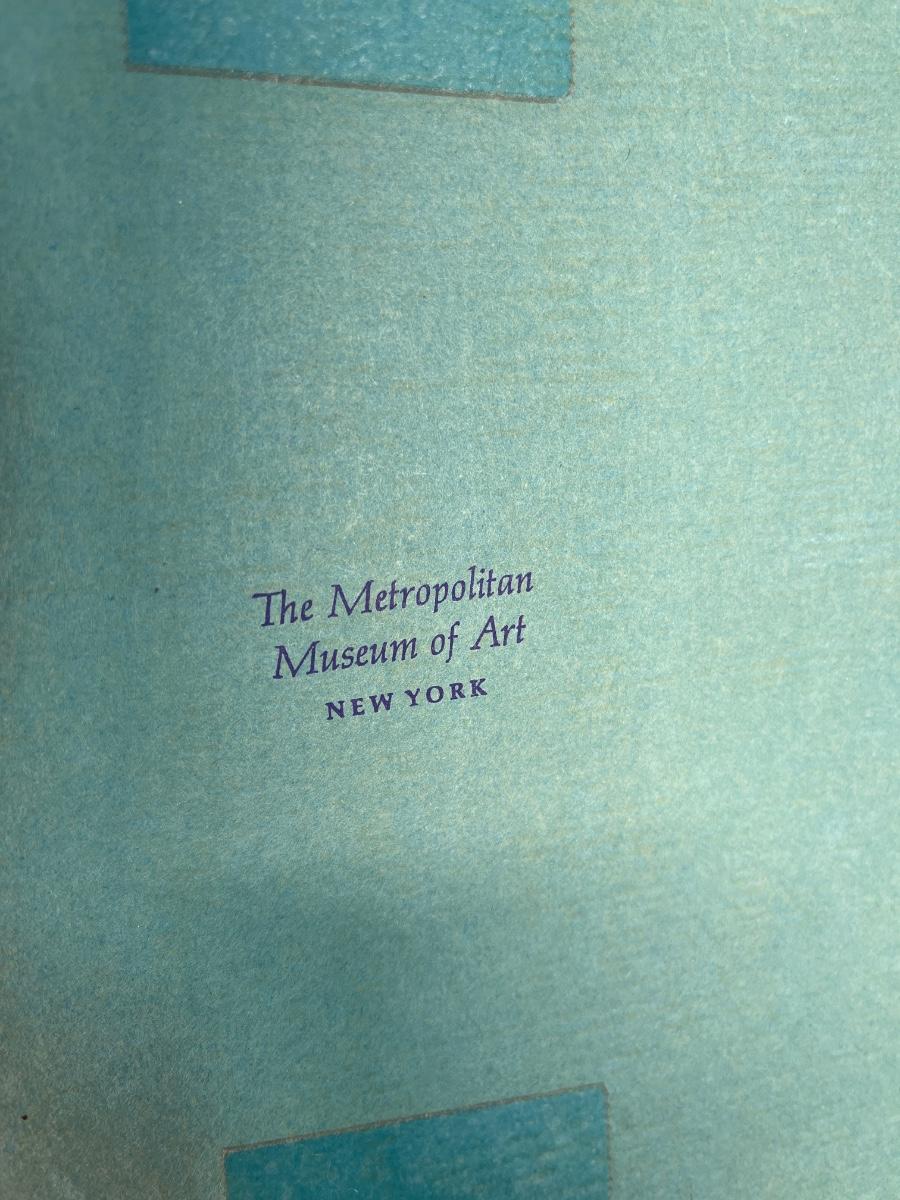 The Metropolitan
Museum of Art
NEW YORK